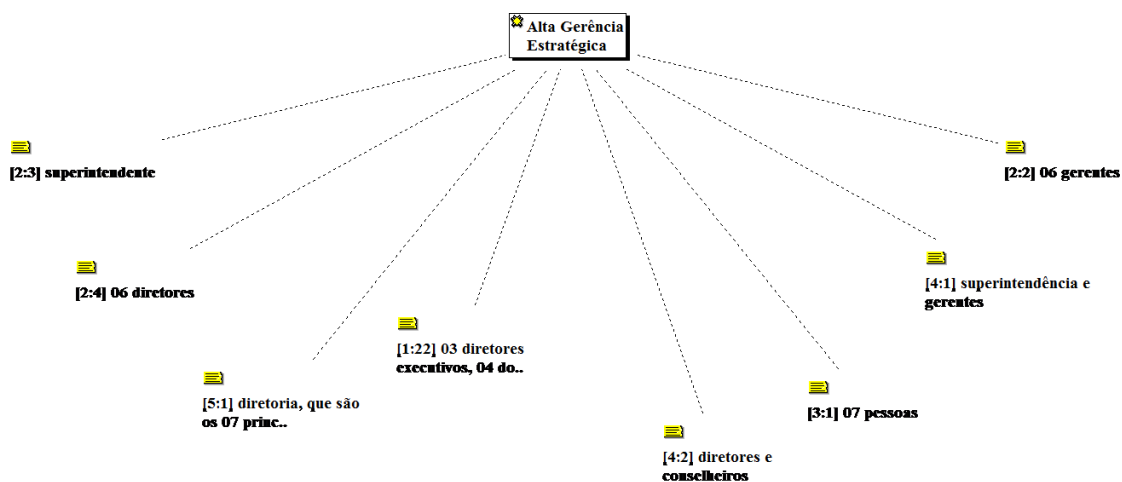 Alta Gerência
Estratégica
[2:3] superintendente
[2:2] 06 gerentes
[2:4] 06 diretores
[4:1] superintendência e
gerentes
[1:22] 03 diretores
executivos, 04 do..
[5:1] diretoria, que são
os 07 princ..
[3:1] 07 pessoas
[4:2] diretores e
conselheiros